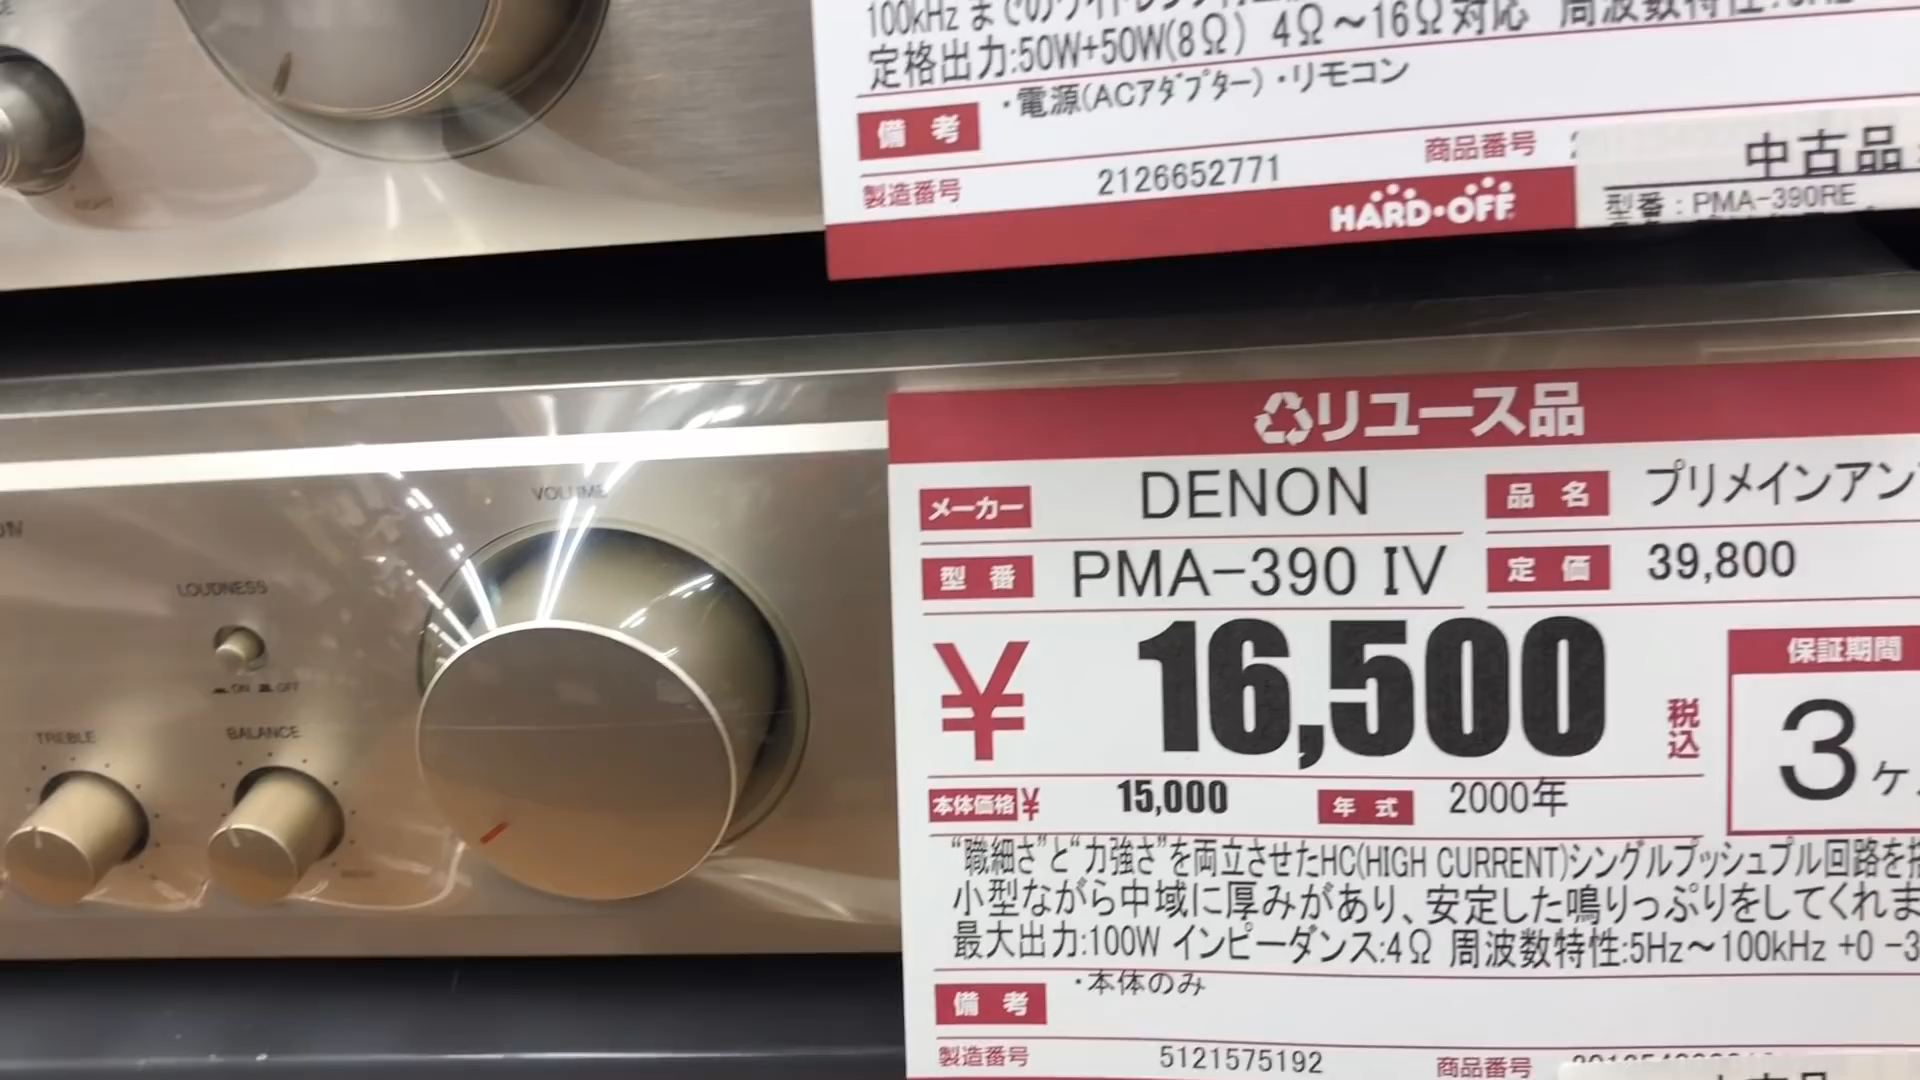 100kHz
定格出力:50W+50W(8Ω) 4Ω～16Ω対応 周波数特性:
・電源(ACアダプター)・リモコン
備考
製造番号 2126652771 商品番号
HARD・OFF
中古品
型番：PMA-390RE
リユース品
メーカー DENON 品名 プリメインアン
型番 PMA-390 IV 定価 39,800
¥16,500 税込
保証期間
3ヶ
本体価格¥ 15,000 年式 2000年
“職細さ”と“力強さ”を両立させたHC(HIGH CURRENT)シングルプッシュプル回路を
小型ながら中域に厚みがあり、安定した鳴りっぷりをしてくれま
最大出力:100W インピーダンス:4Ω 周波数特性:5Hz～100kHz +0 -3
備考 ・本体のみ
製造番号 5121575192 商品番号
VOLUME
LOUDNESS
ON OFF
TREBLE
BALANCE